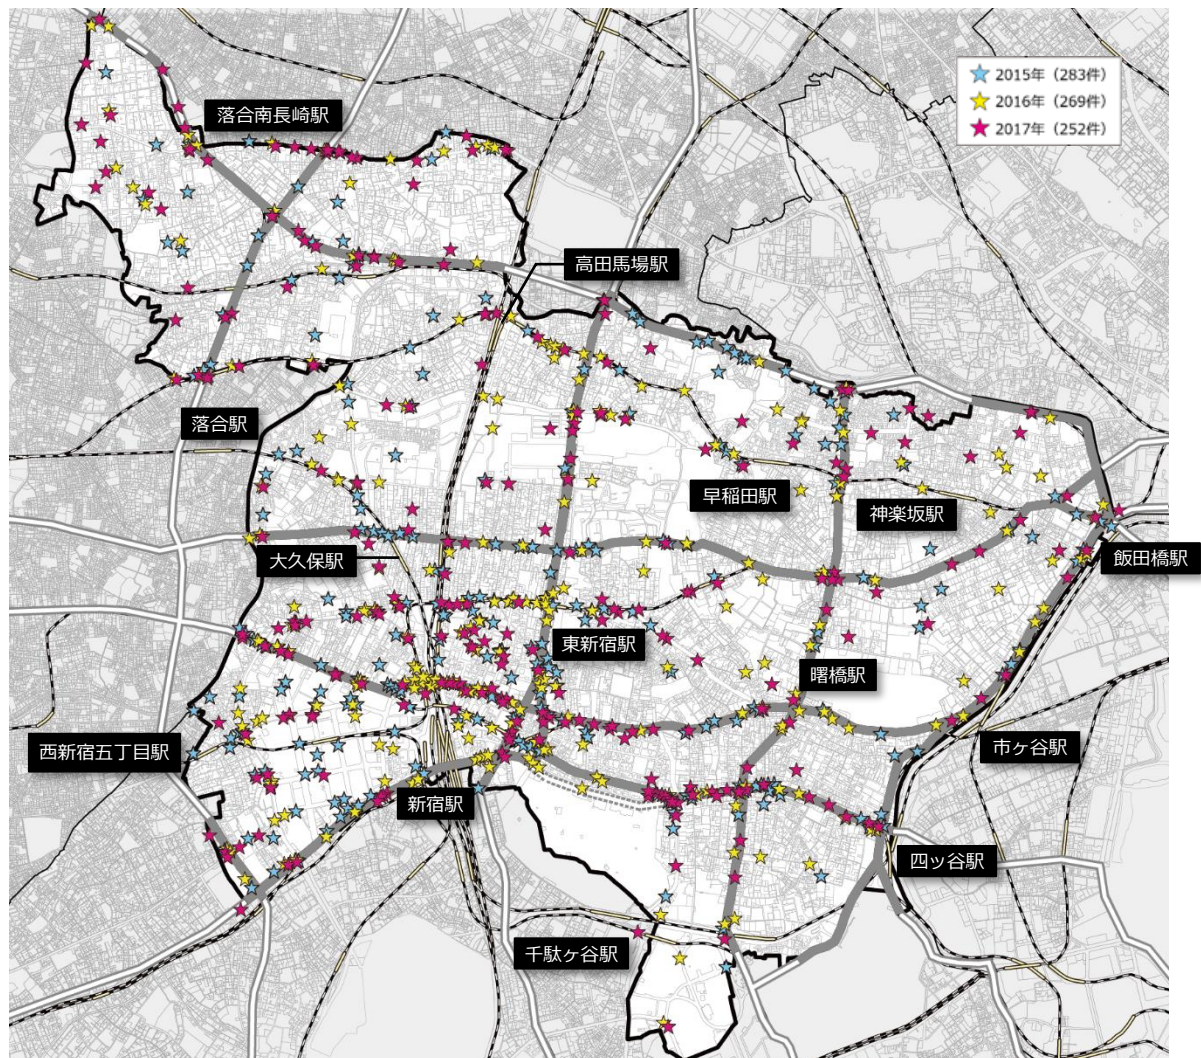 2015年（283件）
2016年（269件）
2017年（252件）
落合南長崎駅
高田馬場駅
落合駅
早稲田駅
神楽坂駅
飯田橋駅
大久保駅
東新宿駅
曙橋駅
市ヶ谷駅
西新宿五丁目駅
新宿駅
四ッ谷駅
千駄ヶ谷駅